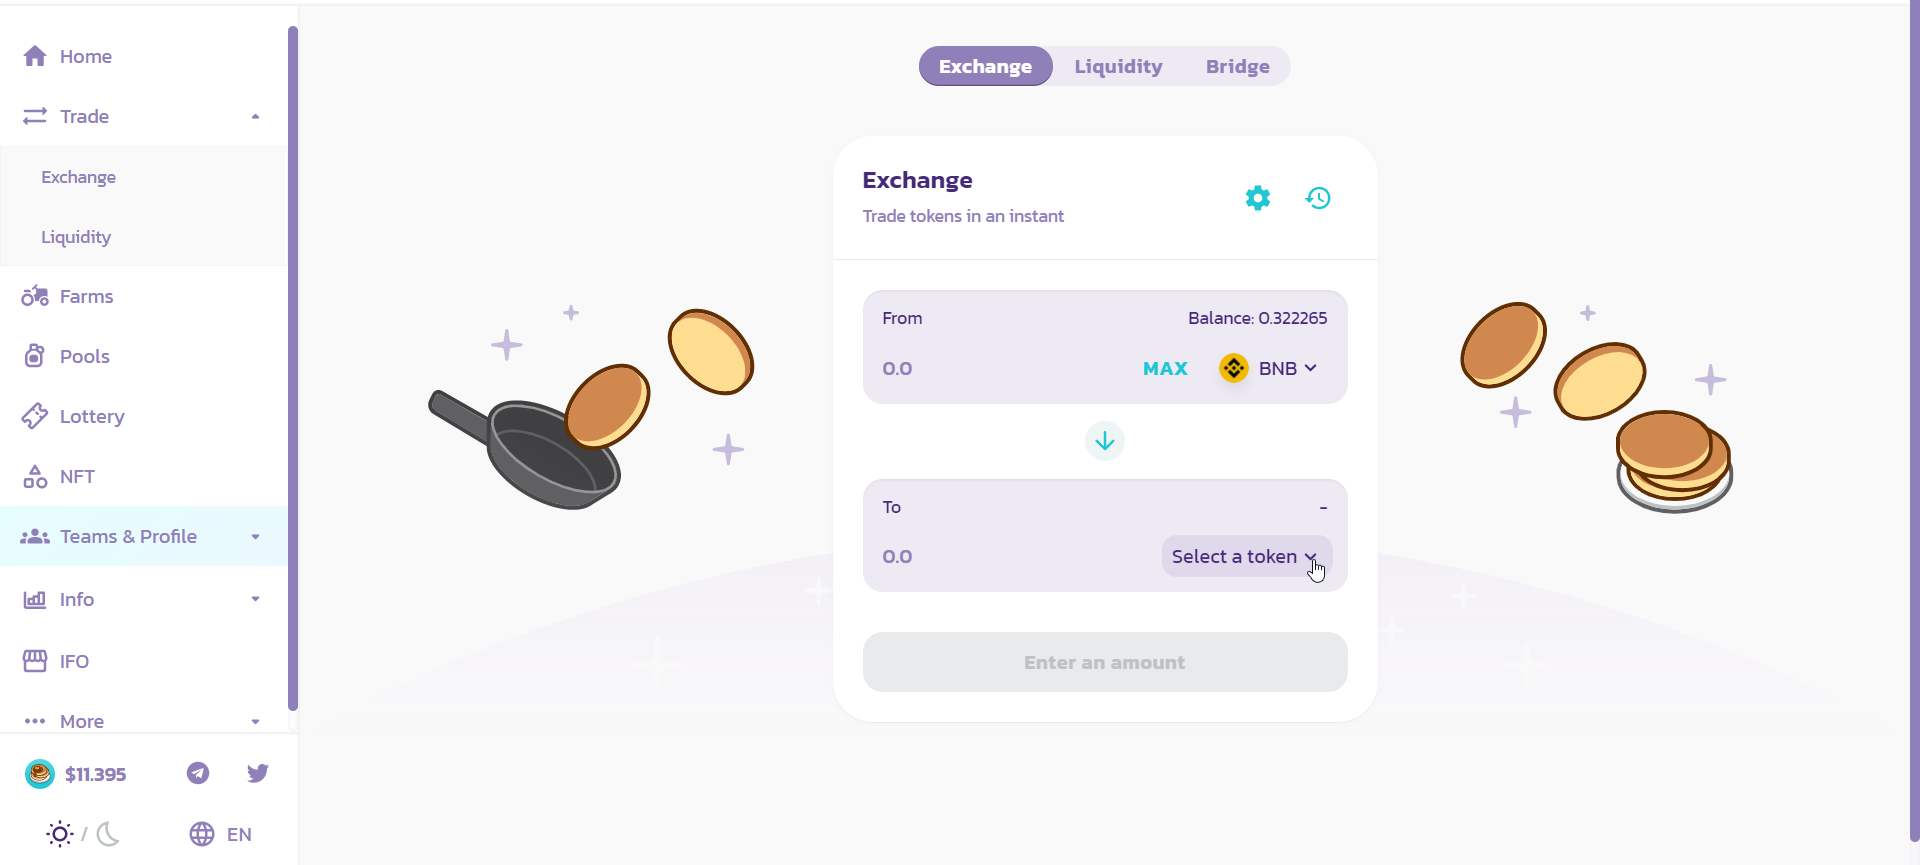 Home
Trade
Exchange
Liquidity
Farms
Pools
Lottery
NFT
Teams & Profile
Info
IFO
More
$11.395
/
EN
Exchange Liquidity Bridge
Exchange
Trade tokens in an instant
From Balance: 0.322265
0.0 MAX BNB
To -
0.0 Select a token
Enter an amount